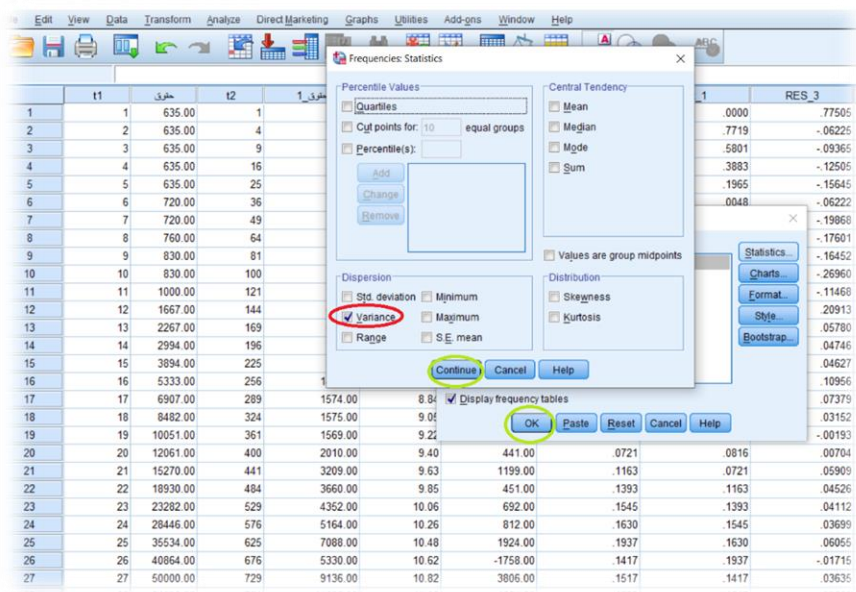 Edit View Data Transform Analyze Direct Marketing Graphs Utilities Add-ons Window Help
Frequencies: Statistics
Percentile Values
Quartiles
Cut points for: 10 equal groups
Percentile(s):
Add
Change
Remove
Central Tendency
Mean
Median
Mode
Sum
Values are group midpoints
Dispersion
Std. deviation Minimum
Variance Maximum
Range S.E. mean
Distribution
Skewness
Kurtosis
Continue Cancel Help
Statistics...
Charts...
Format...
Style...
Bootstrap...
Display frequency tables
OK Paste Reset Cancel Help
t1 t2 _1 RES_3
1 1 635.00 1 .0000 .77505
2 2 635.00 4 .7719 -.06225
3 3 635.00 9 .5801 -.09365
4 4 635.00 16 .3883 -.12505
5 5 635.00 25 .1965 -.15645
6 6 720.00 36 .0048 -.06222
7 7 720.00 49 -.19868
8 8 760.00 64 -.17601
9 9 830.00 81 -.16452
10 10 830.00 100 -.26960
11 11 1000.00 121 -.11468
12 12 1667.00 144 .20913
13 13 2267.00 169 .05780
14 14 2994.00 196 .04746
15 15 3894.00 225 .04627
16 16 5333.00 256 .10956
17 17 6907.00 289 1574.00 8.84 .07379
18 18 8482.00 324 1575.00 9.05 .03152
19 19 10051.00 361 1569.00 9.22 -.00193
20 20 12061.00 400 2010.00 9.40 441.00 .0721 .0816 .00704
21 21 15270.00 441 3209.00 9.63 1199.00 .1163 .0721 .05909
22 22 18930.00 484 3660.00 9.85 451.00 .1393 .1163 .04526
23 23 23282.00 529 4352.00 10.06 692.00 .1545 .1393 .04112
24 24 28446.00 576 5164.00 10.26 812.00 .1630 .1545 .03699
25 25 35534.00 625 7088.00 10.48 1924.00 .1937 .1630 .06055
26 26 40864.00 676 5330.00 10.62 -1758.00 .1417 .1937 -.01715
27 27 50000.00 729 9136.00 10.82 3806.00 .1517 .1417 .03635